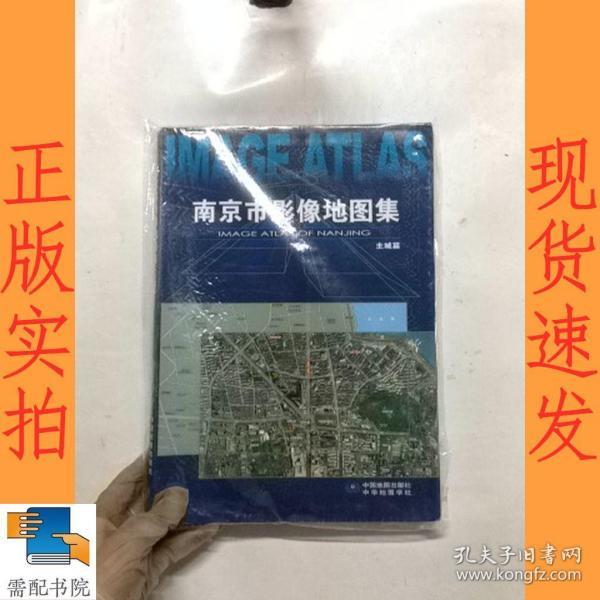 正版实拍
现货速发
IMAGE ATLAS
南京市影像地图集
IMAGE ATLAS OF NANJING
主城篇
中国地图出版社
中华地图学社
需配书院
孔夫子旧书网
www.kongfz.com